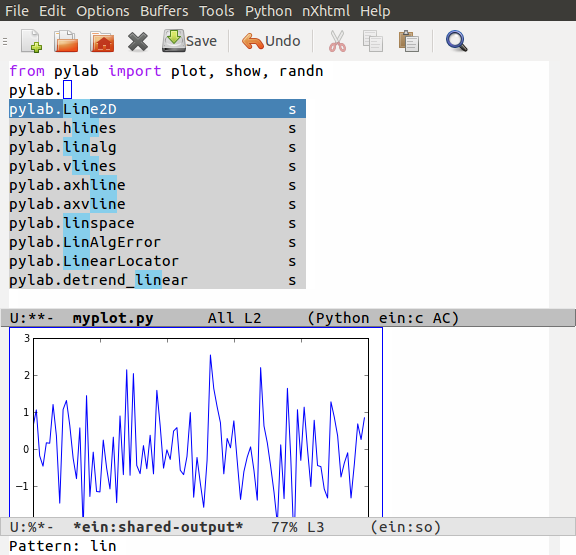 File Edit Options Buffers Tools Python nXhtml Help
Save Undo
from pylab import plot, show, randn
pylab.
pylab.Line2D s
pylab.hlines s
pylab.linalg s
pylab.vlines s
pylab.axhline s
pylab.axvline s
pylab.linspace s
pylab.LinAlgError s
pylab.LinearLocator s
pylab.detrend_linear s
U:**- myplot.py All L2 (Python ein:c AC)
3
2
1
0
−1
U:%*- *ein:shared-output* 77% L3 (ein:so)
Pattern: lin